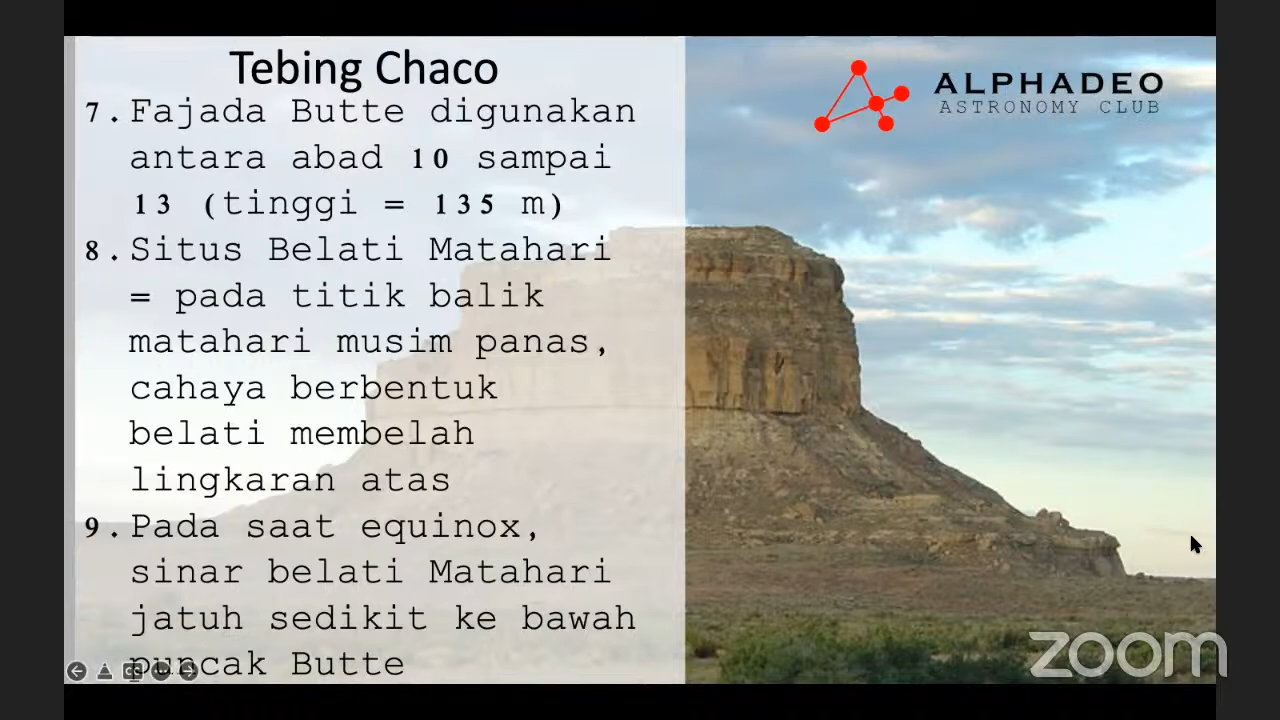 Tebing Chaco
7. Fajada Butte digunakan
antara abad 10 sampai
13 (tinggi = 135 m)
8. Situs Belati Matahari
= pada titik balik
matahari musim panas,
cahaya berbentuk
belati membelah
lingkaran atas
9. Pada saat equinox,
sinar belati Matahari
jatuh sedikit ke bawah
puncak Butte
ALPHADEO
ASTRONOMY CLUB
zoom